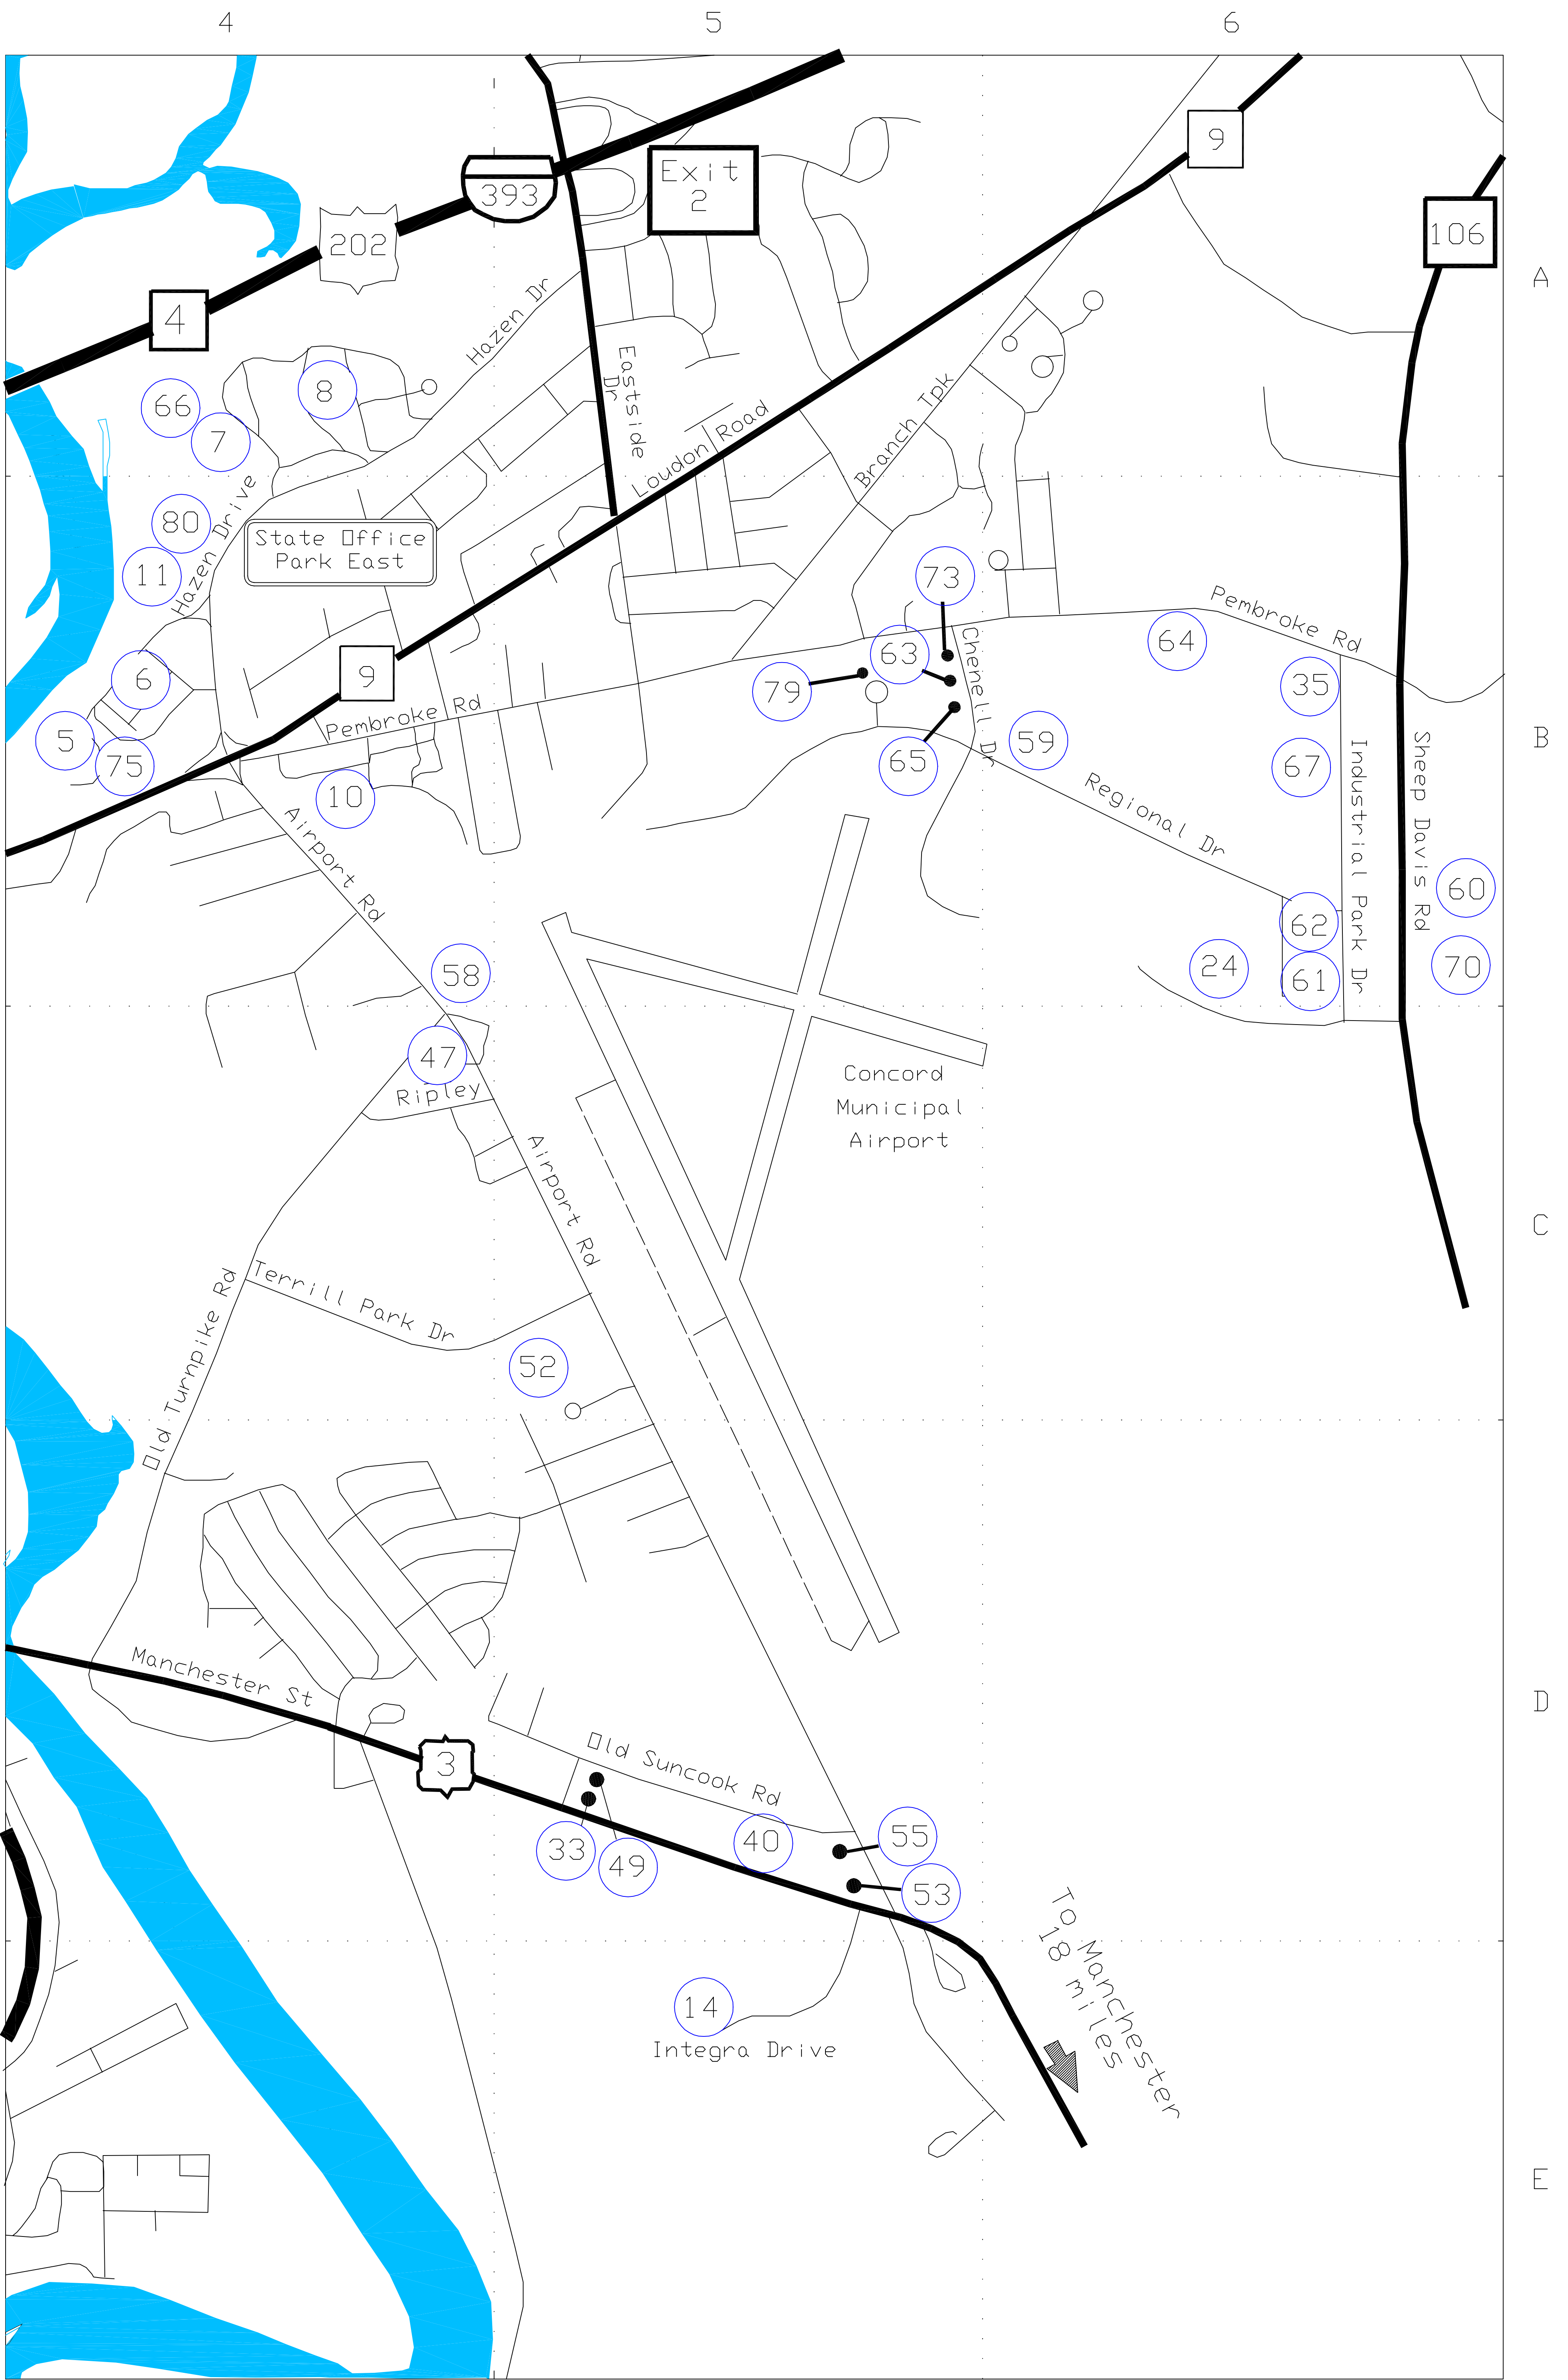 4
5
6
9
Exit
2
393
202
106
A
4
Hazen Dr
Eastside
Dr
8
66
7
Loudon Road
Branch Tpk
80
Hazen Drive
State Office
Park East
11
73
Pembroke Rd
64
63
Chenell Dr
6
9
79
35
5
Pembroke Rd
75
65
59
67
B
10
Industrial Park Dr
Sheep Davis Rd
Regional Dr
Airport Rd
60
62
58
24
61
70
47
Ripley
Concord
Municipal
Airport
Airport Rd
C
Terrill Park Dr
Old Turnpike Rd
52
Manchester St
D
3
Old Suncook Rd
33
49
40
55
53
To Manchester
18 miles
14
Integra Drive
E